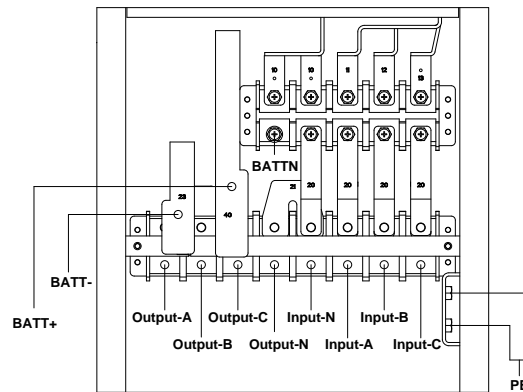 10 10 11 12 13
BATTN
23 40 21 20 20 20 20
BATT-
BATT+
Output-A Output-C Input-N Input-B
Output-B Output-N Input-A Input-C